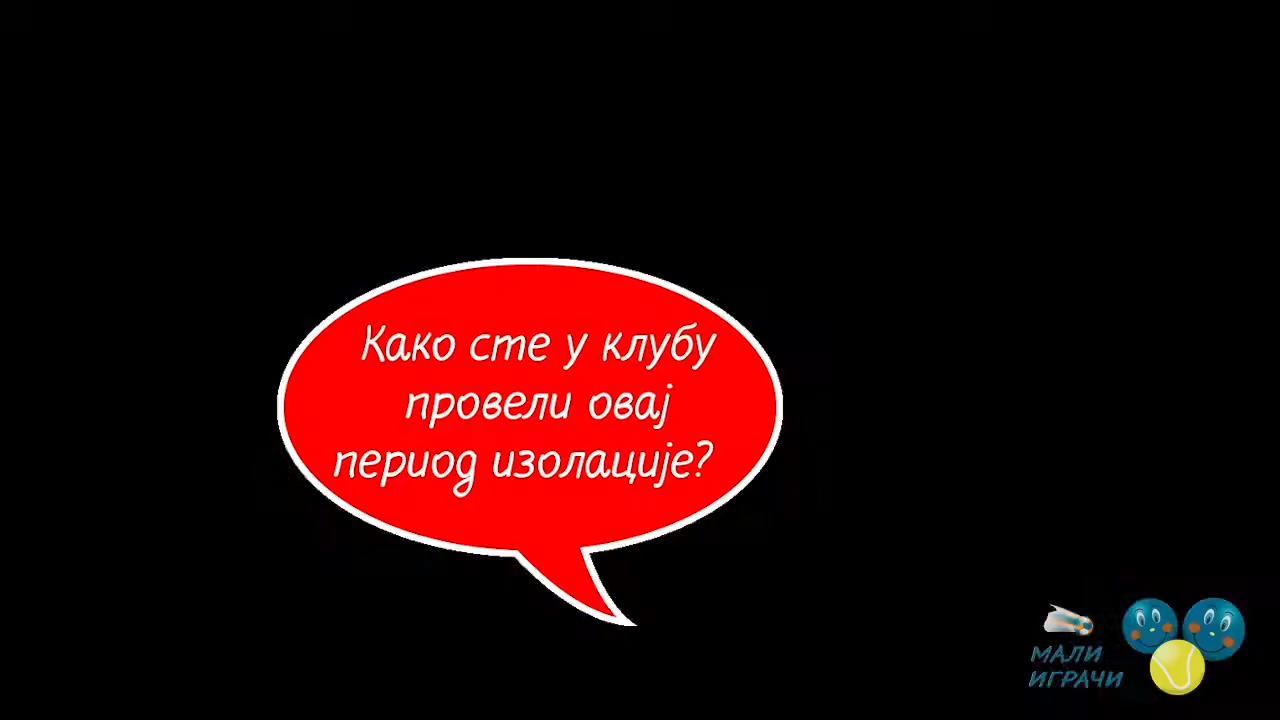 Како сте у клубу
провели овај
период изолације?
МАЛИ
ИГРАЧИ